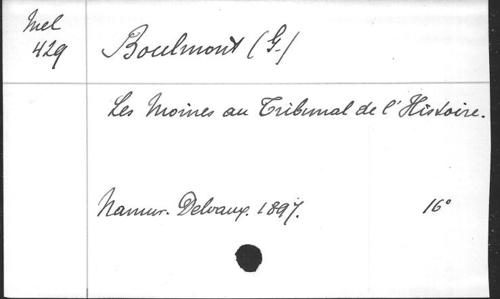 Mel
429
Boulmont (G.)
Les Moines au Tribunal de l'Histoire.
Namur. Delvaux. 1897. 16°